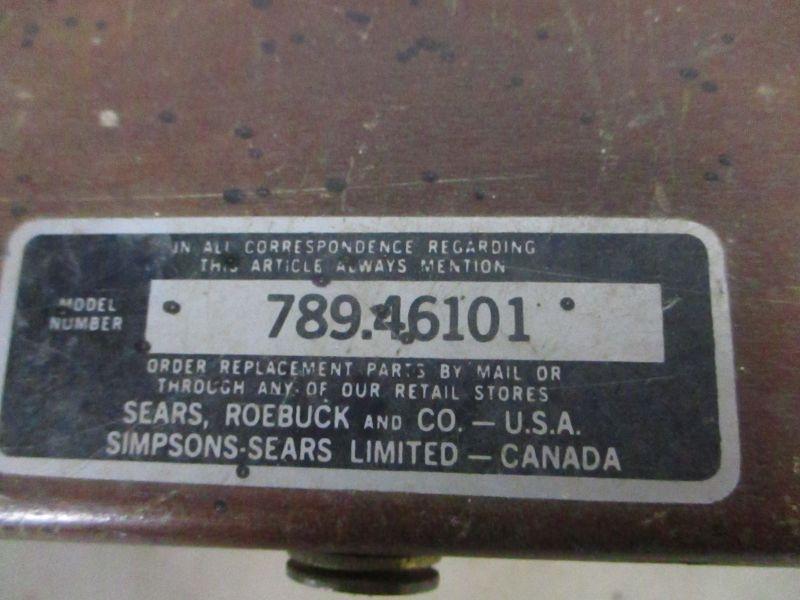 IN ALL CORRESPONDENCE REGARDING
THIS ARTICLE ALWAYS MENTION
MODEL
NUMBER
789.46101
ORDER REPLACEMENT PARTS BY MAIL OR
THROUGH ANY OF OUR RETAIL STORES
SEARS, ROEBUCK AND CO. — U.S.A.
SIMPSONS-SEARS LIMITED — CANADA